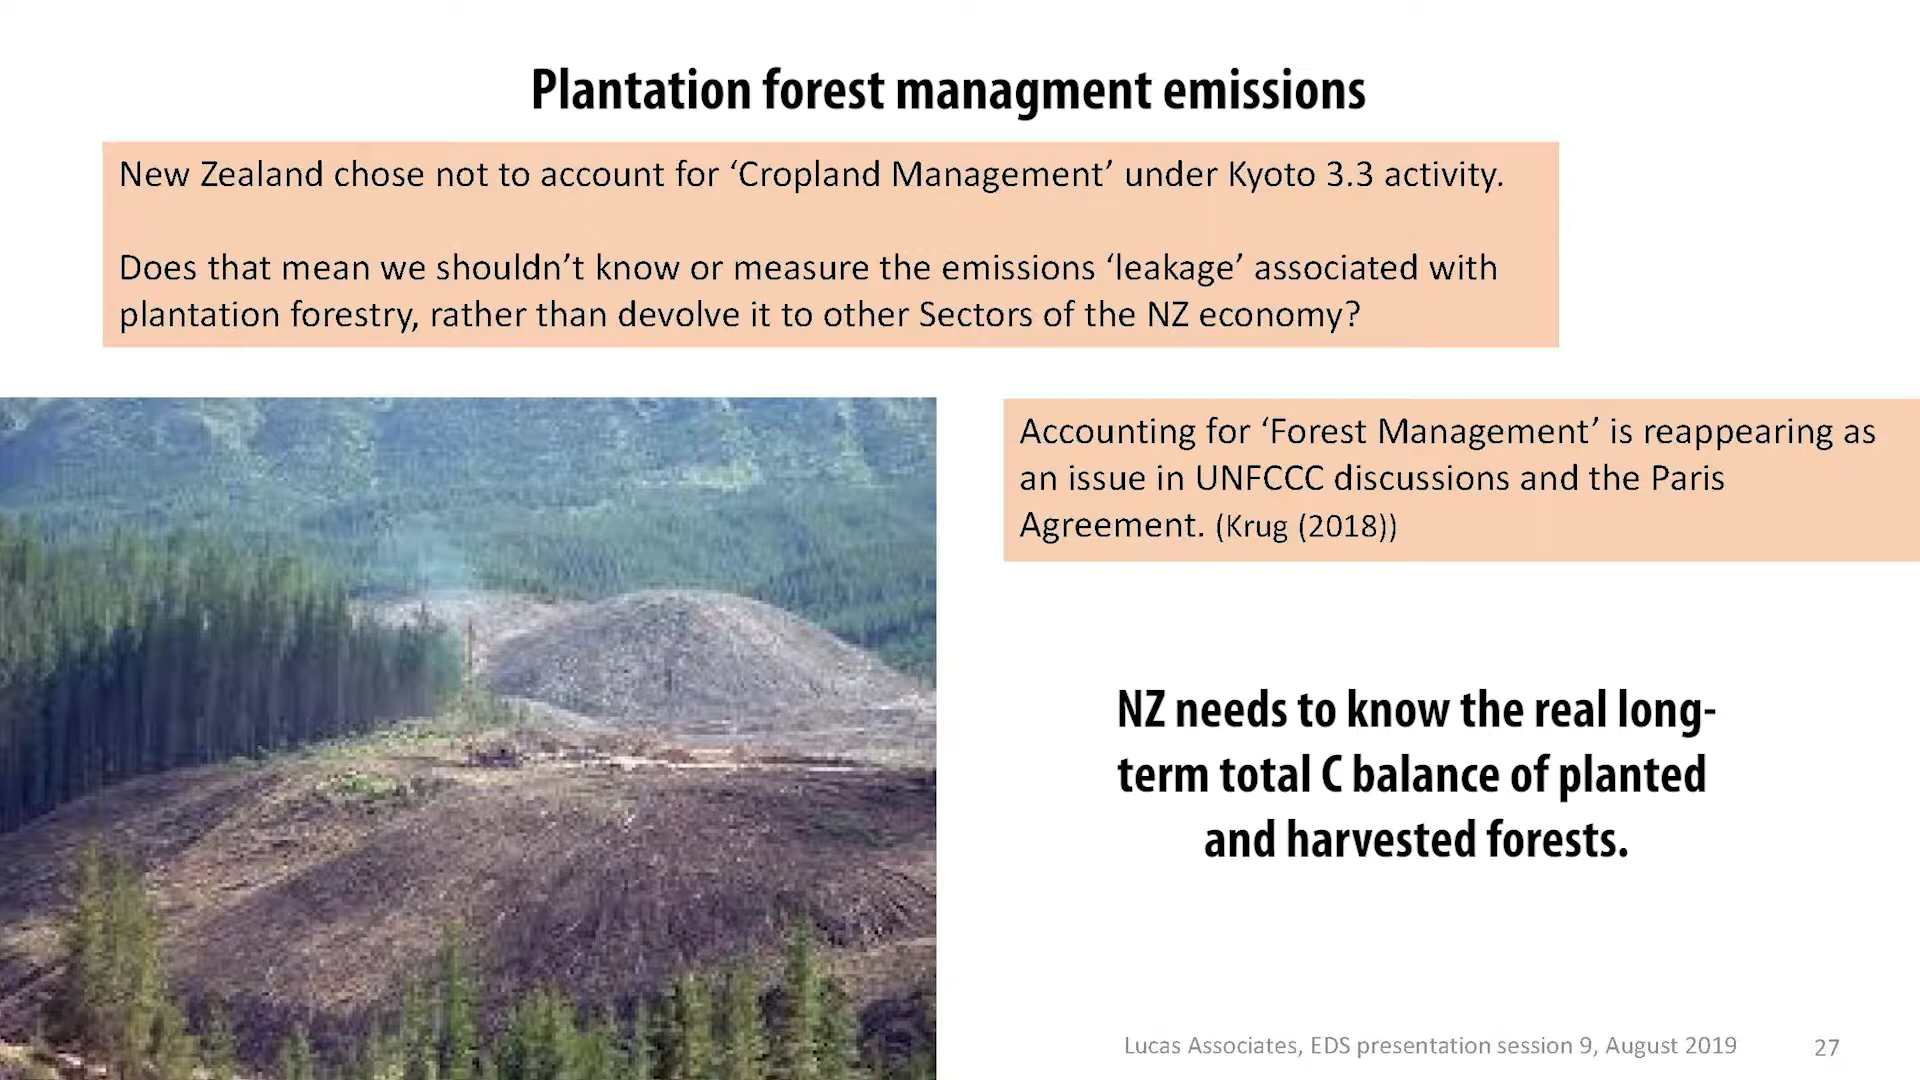 Plantation forest managment emissions
New Zealand chose not to account for ‘Cropland Management’ under Kyoto 3.3 activity.
Does that mean we shouldn’t know or measure the emissions ‘leakage’ associated with
plantation forestry, rather than devolve it to other Sectors of the NZ economy?
Accounting for ‘Forest Management’ is reappearing as
an issue in UNFCCC discussions and the Paris
Agreement. (Krug (2018))
NZ needs to know the real long-
term total C balance of planted
and harvested forests.
Lucas Associates, EDS presentation session 9, August 2019
27